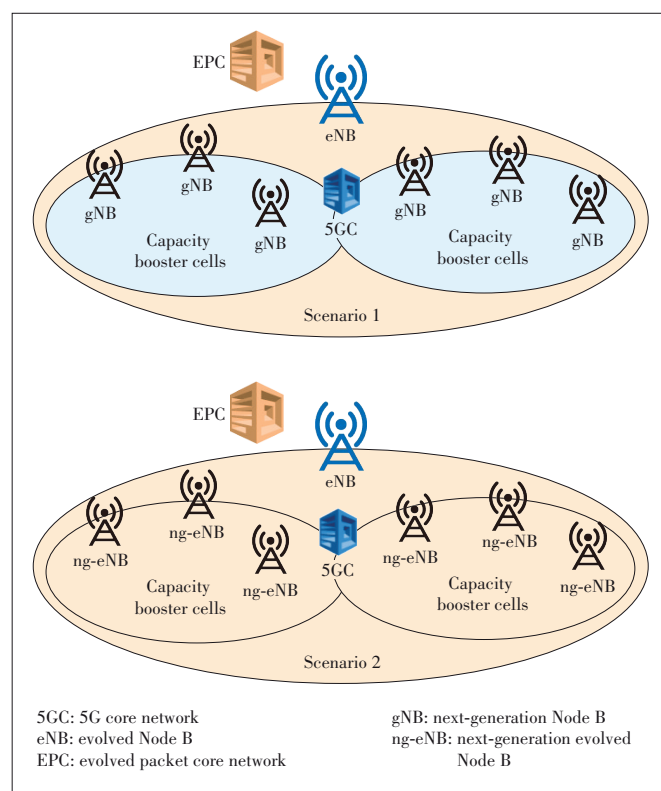 EPC
eNB
gNB
gNB
gNB
gNB
gNB
gNB
5GC
Capacity
booster cells
Capacity
booster cells
Scenario 1
EPC
eNB
ng-eNB
ng-eNB
ng-eNB
ng-eNB
ng-eNB
ng-eNB
5GC
Capacity
booster cells
Capacity
booster cells
Scenario 2
5GC: 5G core network
eNB: evolved Node B
EPC: evolved packet core network
gNB: next-generation Node B
ng-eNB: next-generation evolved
Node B